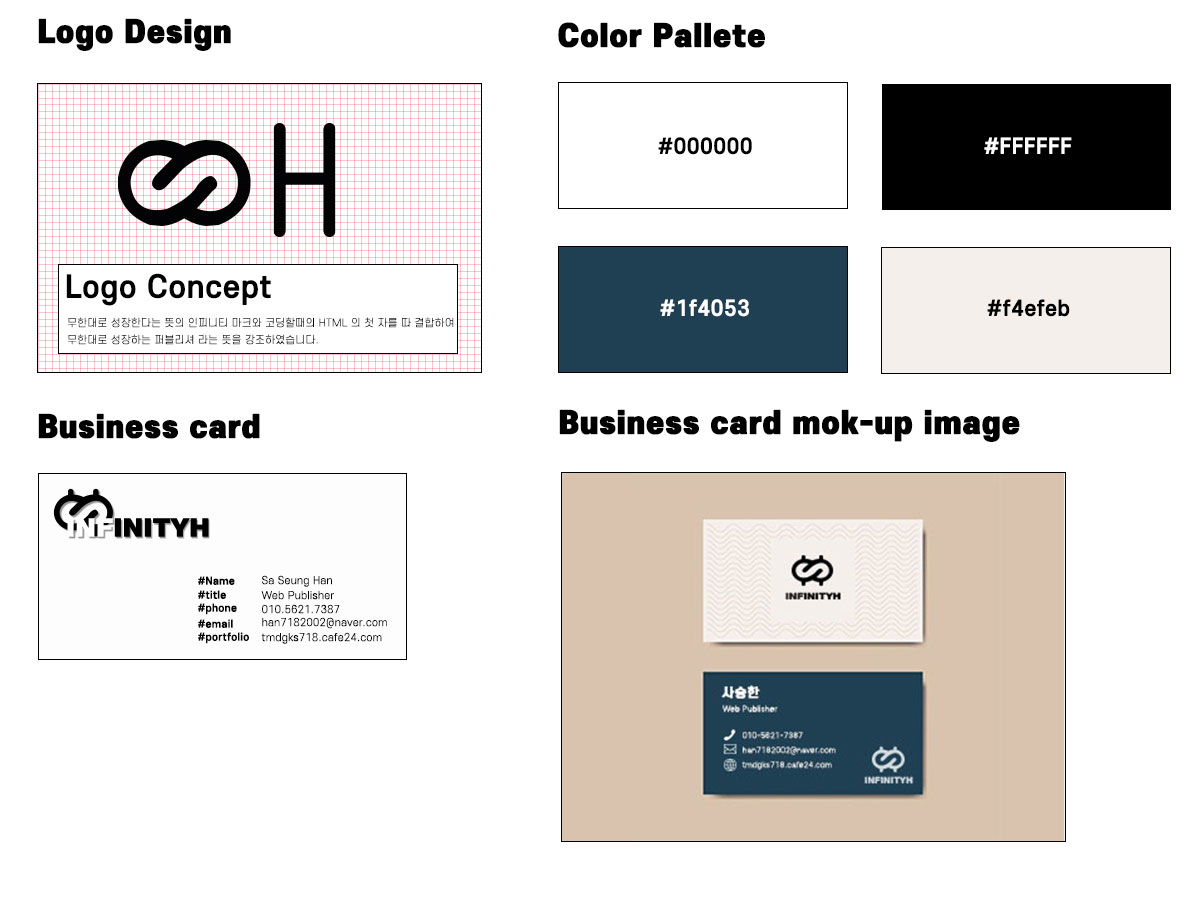 Logo Design
H
Logo Concept
무한대로 성장한다는 뜻의 인피니티 마크와 코딩할때의 HTML 의 첫 자를 따 결합하여
무한대로 성장하는 퍼블리셔 라는 뜻을 강조하였습니다.
Color Pallete
#000000
#FFFFFF
#1f4053
#f4efeb
Business card
INFINITYH
#Name Sa Seung Han
#title Web Publisher
#phone 010.5621.7387
#email han7182002@naver.com
#portfolio tmdgks718.cafe24.com
Business card mok-up image
INFINITYH
사승한
Web Publisher
010-5621-7387
han7182002@naver.com
tmdgks718.cafe24.com
INFINITYH